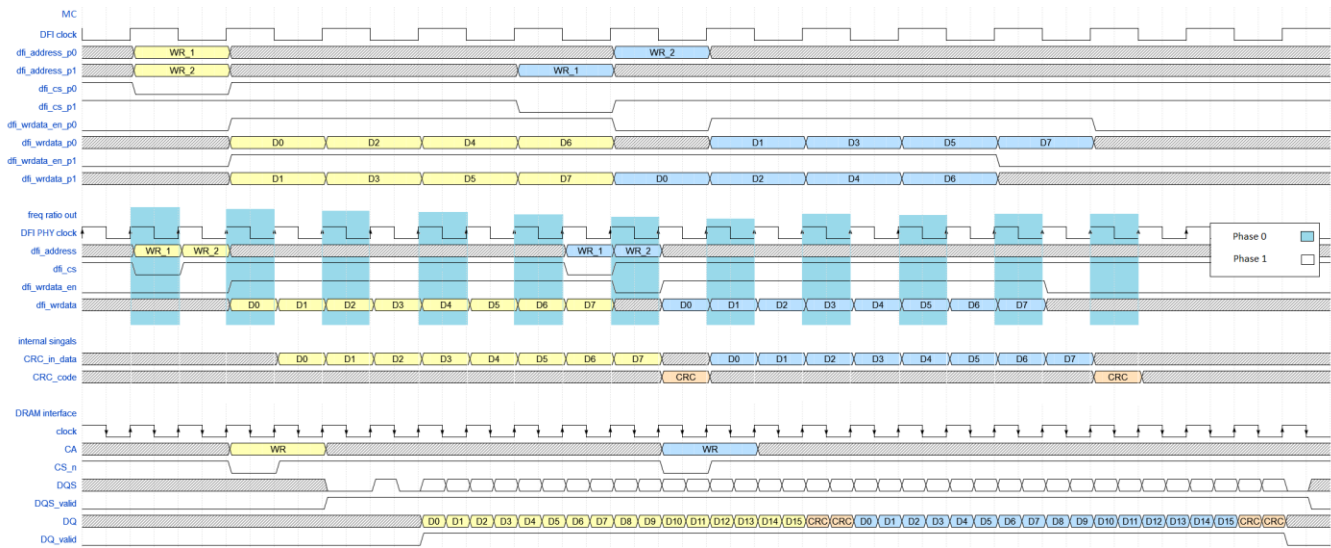 MC
DFI clock
dfi_address_p0 WR_1 WR_2
dfi_address_p1 WR_2 WR_1
dfi_cs_p0
dfi_cs_p1
dfi_wrdata_en_p0
dfi_wrdata_p0 D0 D2 D4 D6 D1 D3 D5 D7
dfi_wrdata_en_p1
dfi_wrdata_p1 D1 D3 D5 D7 D0 D2 D4 D6
freq ratio out
DFI PHY clock
Phase 0
Phase 1
dfi_address WR_1 WR_2 WR_1 WR_2
dfi_cs
dfi_wrdata_en
dfi_wrdata D0 D1 D2 D3 D4 D5 D6 D7 D0 D1 D2 D3 D4 D5 D6 D7
internal singals
CRC_in_data D0 D1 D2 D3 D4 D5 D6 D7 D0 D1 D2 D3 D4 D5 D6 D7
CRC_code CRC CRC
DRAM interface
clock
CA WR WR
CS_n
DQS
DQS_valid
DQ D0 D1 D2 D3 D4 D5 D6 D7 D8 D9 D10 D11 D12 D13 D14 D15 CRC CRC D0 D1 D2 D3 D4 D5 D6 D7 D8 D9 D10 D11 D12 D13 D14 D15 CRC CRC
DQ_valid